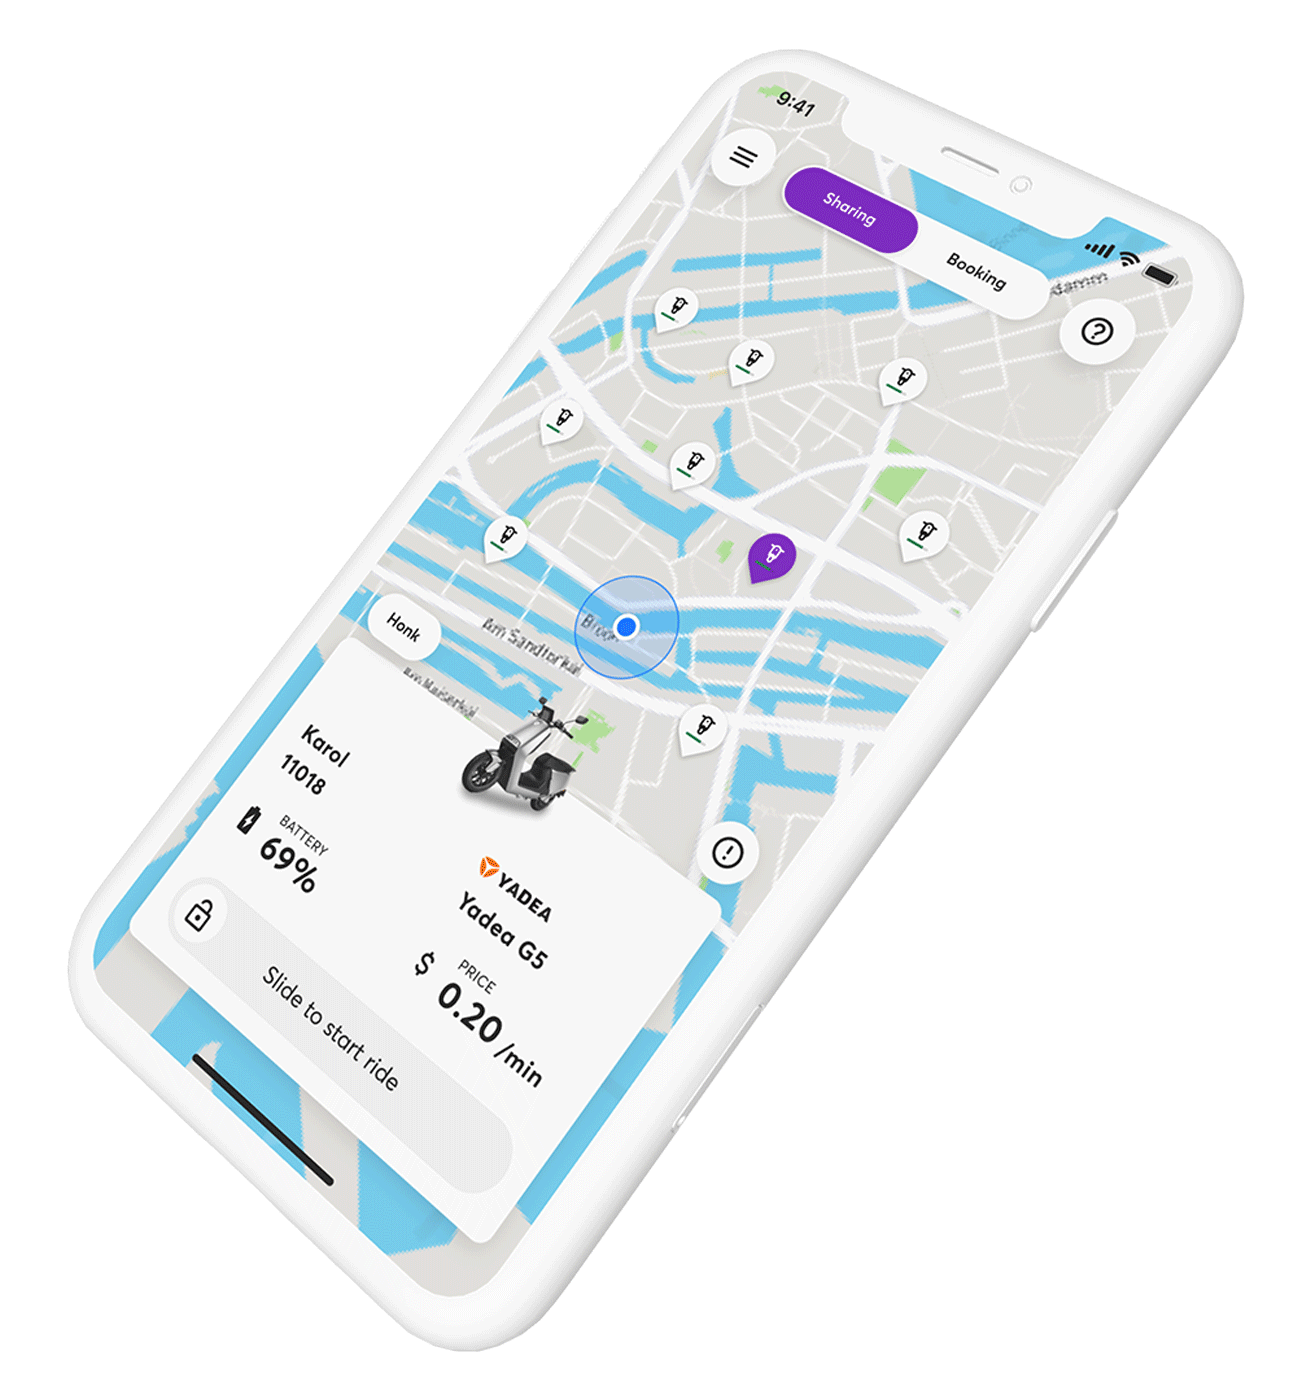 9:41
Sharing
Booking
damm
Am Sandtorkai
Honk
Karol
11018
BATTERY
69%
YADEA
Yadea G5
$
PRICE
0.20 /min
Slide to start ride